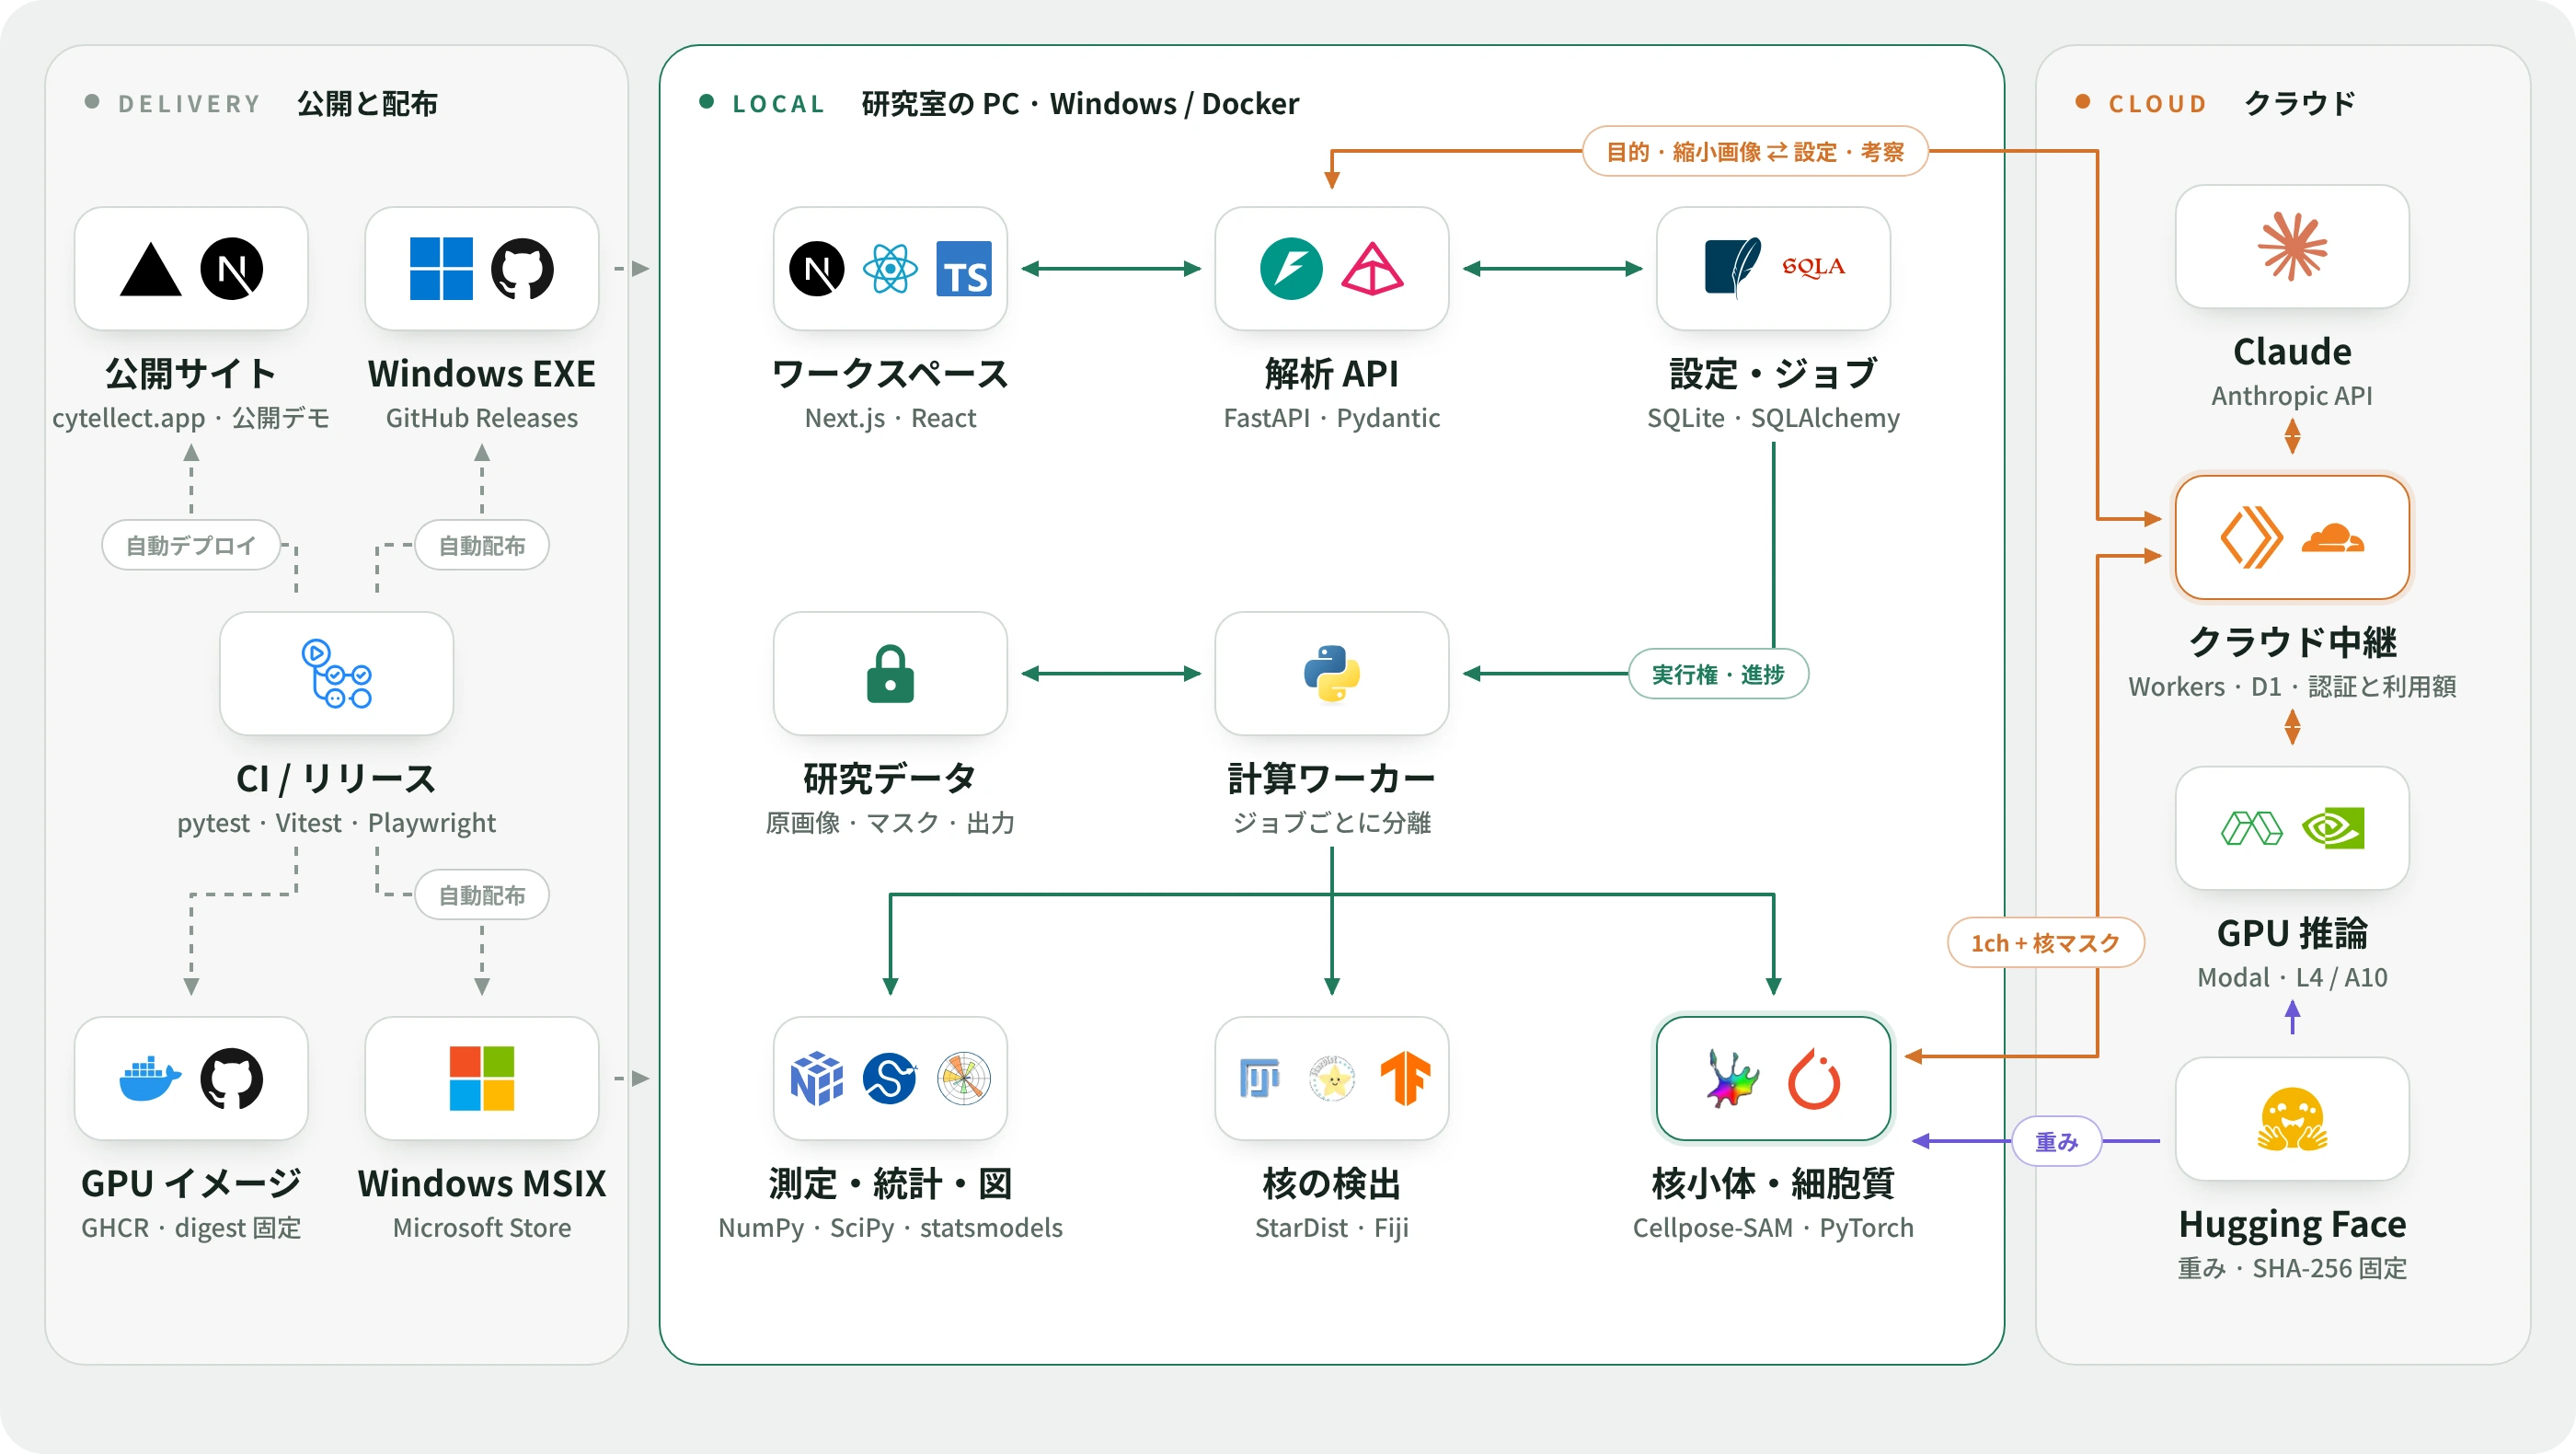 DELIVERY 公開と配布
公開サイト
cytellect.app · 公開デモ
Windows EXE
GitHub Releases
自動デプロイ
自動配布
CI / リリース
pytest · Vitest · Playwright
自動配布
GPU イメージ
GHCR · digest 固定
Windows MSIX
Microsoft Store
LOCAL 研究室の PC · Windows / Docker
目的 · 縮小画像 ⇄ 設定 · 考察
N
TS
ワークスペース
Next.js · React
解析 API
FastAPI · Pydantic
SQLA
設定・ジョブ
SQLite · SQLAlchemy
研究データ
原画像 · マスク · 出力
計算ワーカー
ジョブごとに分離
実行権 · 進捗
測定・統計・図
NumPy · SciPy · statsmodels
核の検出
StarDist · Fiji
核小体・細胞質
Cellpose-SAM · PyTorch
1ch + 核マスク
重み
CLOUD クラウド
Claude
Anthropic API
クラウド中継
Workers · D1 · 認証と利用額
GPU 推論
Modal · L4 / A10
Hugging Face
重み · SHA-256 固定